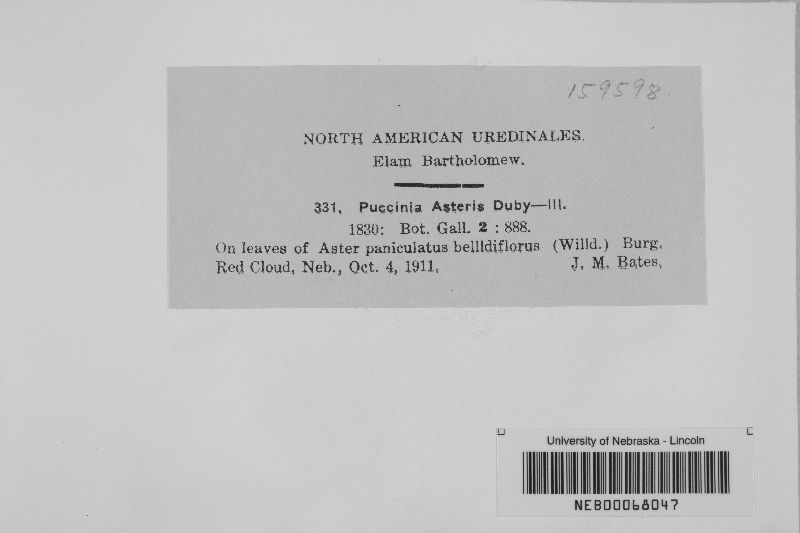 159598.
NORTH AMERICAN UREDINALES.
Elam Bartholomew.
331. Puccinia Asteris Duby—III.
1830: Bot. Gall. 2 : 888.
On leaves of Aster paniculatus bellidiflorus (Willd.) Burg.
Red Cloud, Neb., Oct. 4, 1911. J. M. Bates.
University of Nebraska - Lincoln
NEB00068047